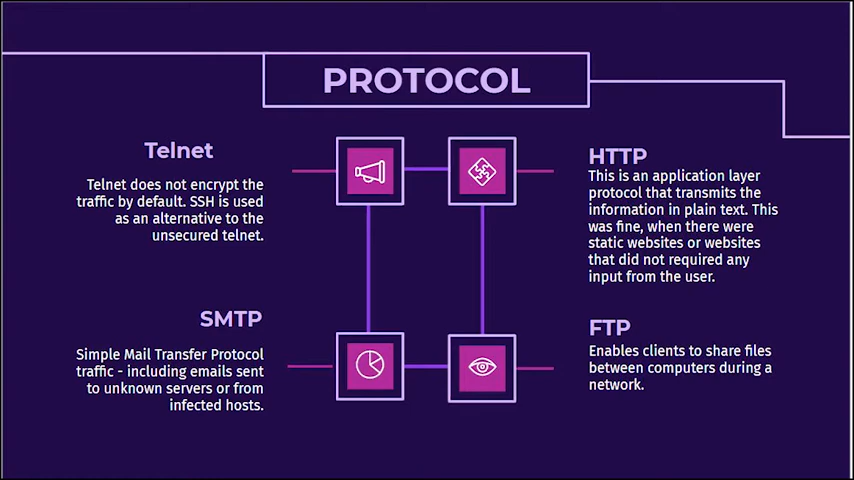 PROTOCOL
Telnet
Telnet does not encrypt the
traffic by default. SSH is used
as an alternative to the
unsecured telnet.
HTTP
This is an application layer
protocol that transmits the
information in plain text. This
was fine, when there were
static websites or websites
that did not required any
input from the user.
SMTP
Simple Mail Transfer Protocol
traffic - including emails sent
to unknown servers or from
infected hosts.
FTP
Enables clients to share files
between computers during a
network.